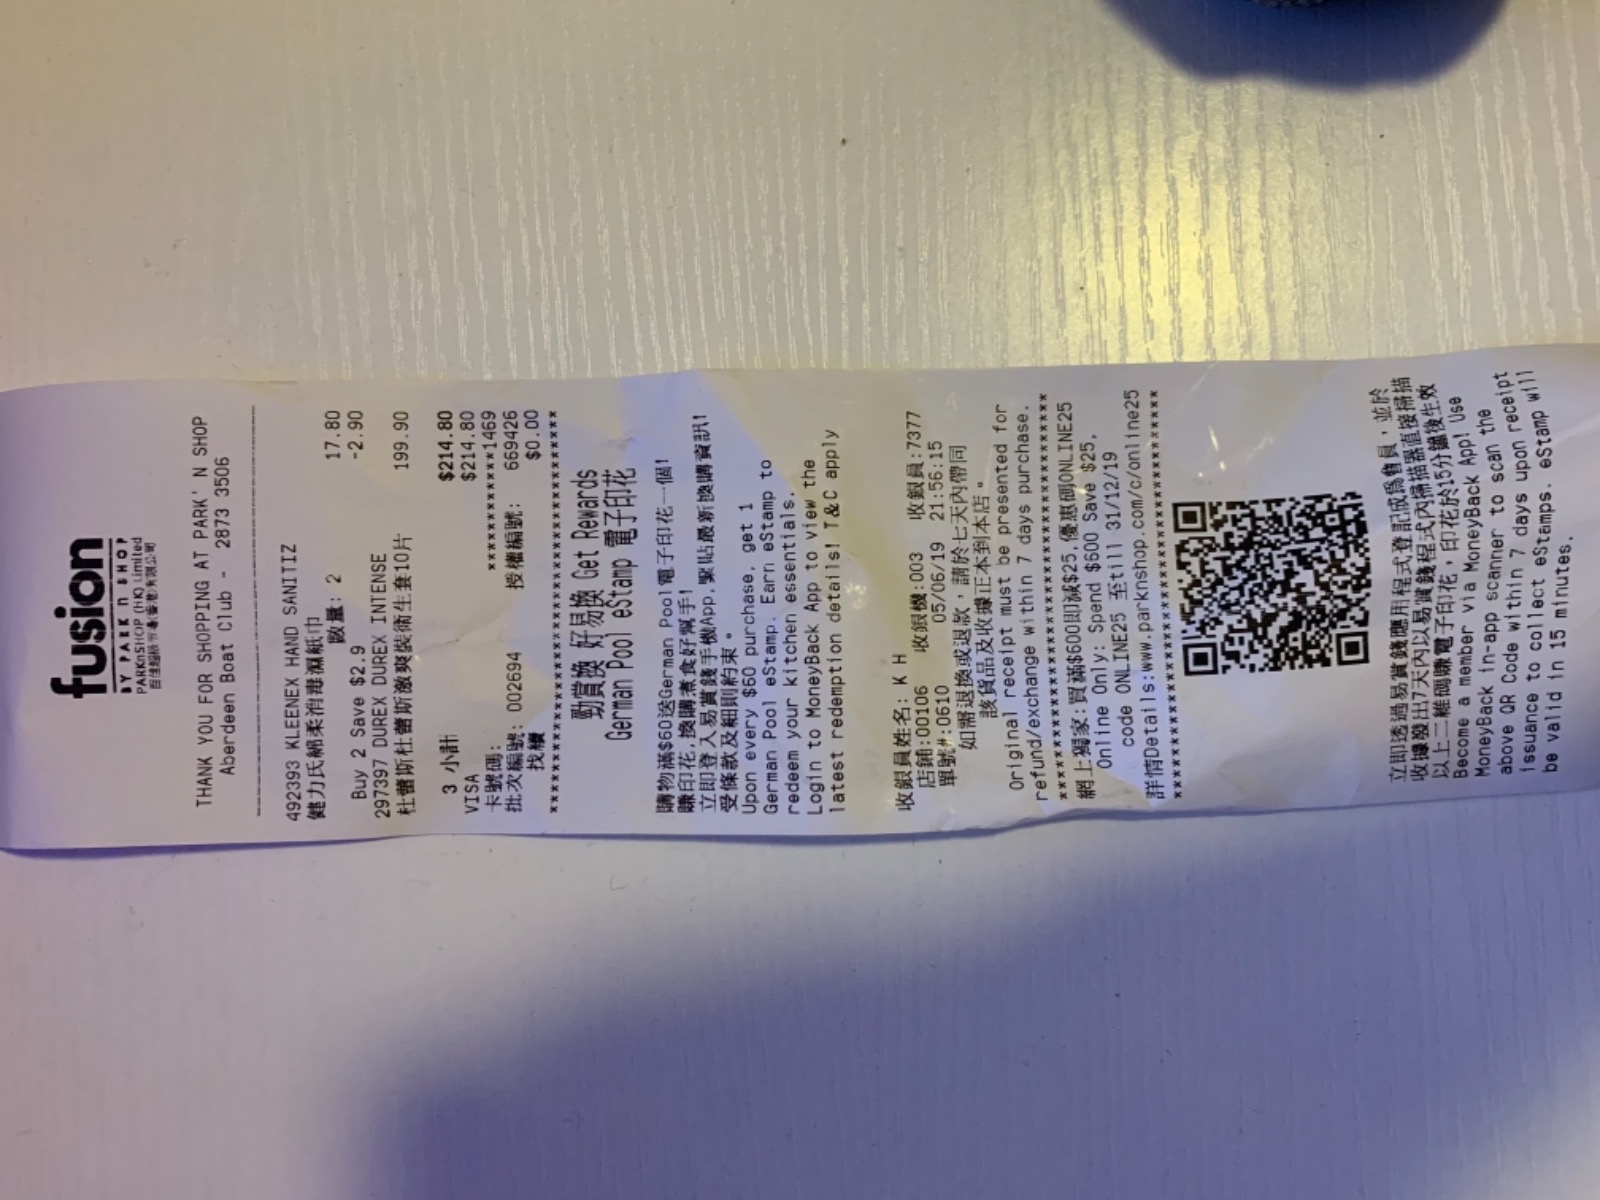 fusion
BY PARK n SHOP
PARKnSHOP (HK) Limited
百佳超級市場(香港)有限公司
THANK YOU FOR SHOPPING AT PARK'N SHOP
Aberdeen Boat Club - 2873 3506
492393 KLEENEX HAND SANITIZ
健力氏綿柔消毒濕紙巾
數量: 2 17.80
Buy 2 Save $2.9 -2.90
297397 DUREX DUREX INTENSE
杜蕾斯杜蕾斯激爽裝衛生套10片 199.90
3 小計 $214.80
VISA $214.80
卡號碼: ************1469
批次編號: 002694 授權編號: 669426
找續 $0.00
****************************************
勁賞換 好易換 Get Rewards
German Pool eStamp 電子印花
購物滿$60送German Pool電子印花一個!
賺印花,換購煮食好幫手!
立即登入易賞錢手機App,緊貼最新換購資訊!
受條款及細則約束。
Upon every $60 purchase, get 1
German Pool eStamp. Earn eStamp to
redeem your kitchen essentials.
Login to MoneyBack App to view the
latest redemption details! T&C apply
收銀員姓名: K H
店鋪:00106 收銀機:003 收銀員:7377
單號#:0610 05/06/19 21:56:15
如需退換或退款,請於七天內帶同
該貨品及收據正本到本店。
Original receipt must be presented for
refund/exchange within 7 days purchase.
****************************************
網上獨家:買滿$600即減$25,優惠碼ONLINE25
Online Only: Spend $600 Save $25,
code ONLINE25 至till 31/12/19
詳情Details:www.parknshop.com/c/online25
****************************************
立即透過易賞錢應用程式登記成為會員,並於
收據發出7天內以易賞錢程式內掃描器直接掃描
以上二維碼賺電子印花,印花於15分鐘後生效
Become a member via MoneyBack App! Use
MoneyBack in-app scanner to scan the
above QR Code within 7 days upon receipt
issuance to collect eStamps. eStamp will
be valid in 15 minutes.